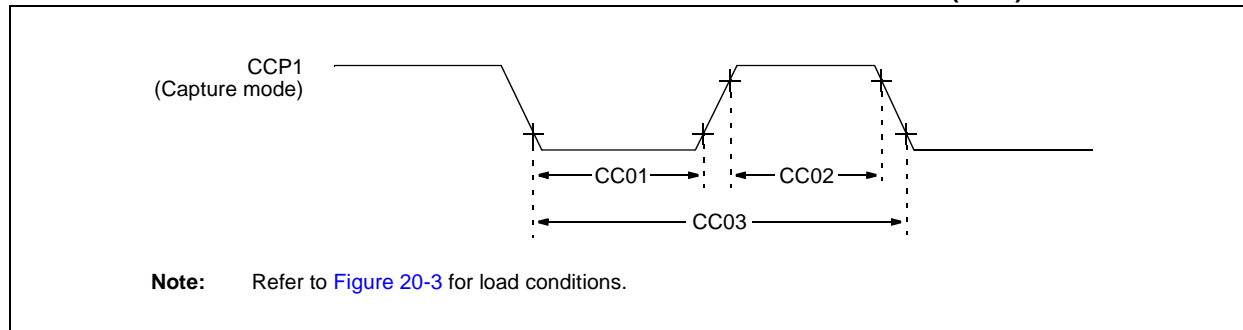 CCP1
(Capture mode)
CC01
CC02
CC03
Note: Refer to Figure 20-3 for load conditions.